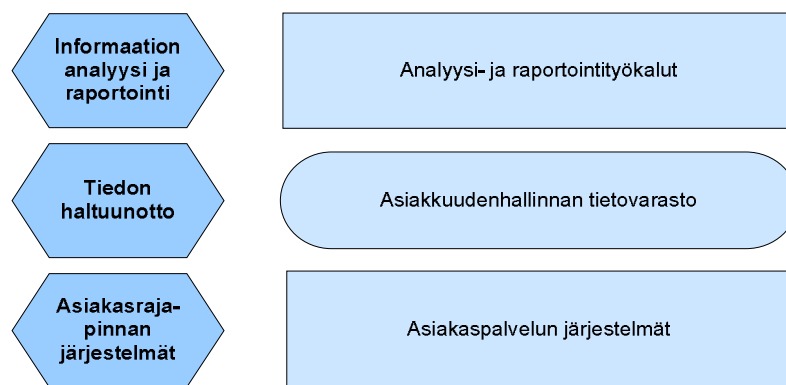 Informaation
analyysi ja
raportointi
Analyysi- ja raportointityökalut
Tiedon
haltuunotto
Asiakkuudenhallinnan tietovarasto
Asiakasraja-
pinnan
järjestelmät
Asiakaspalvelun järjestelmät